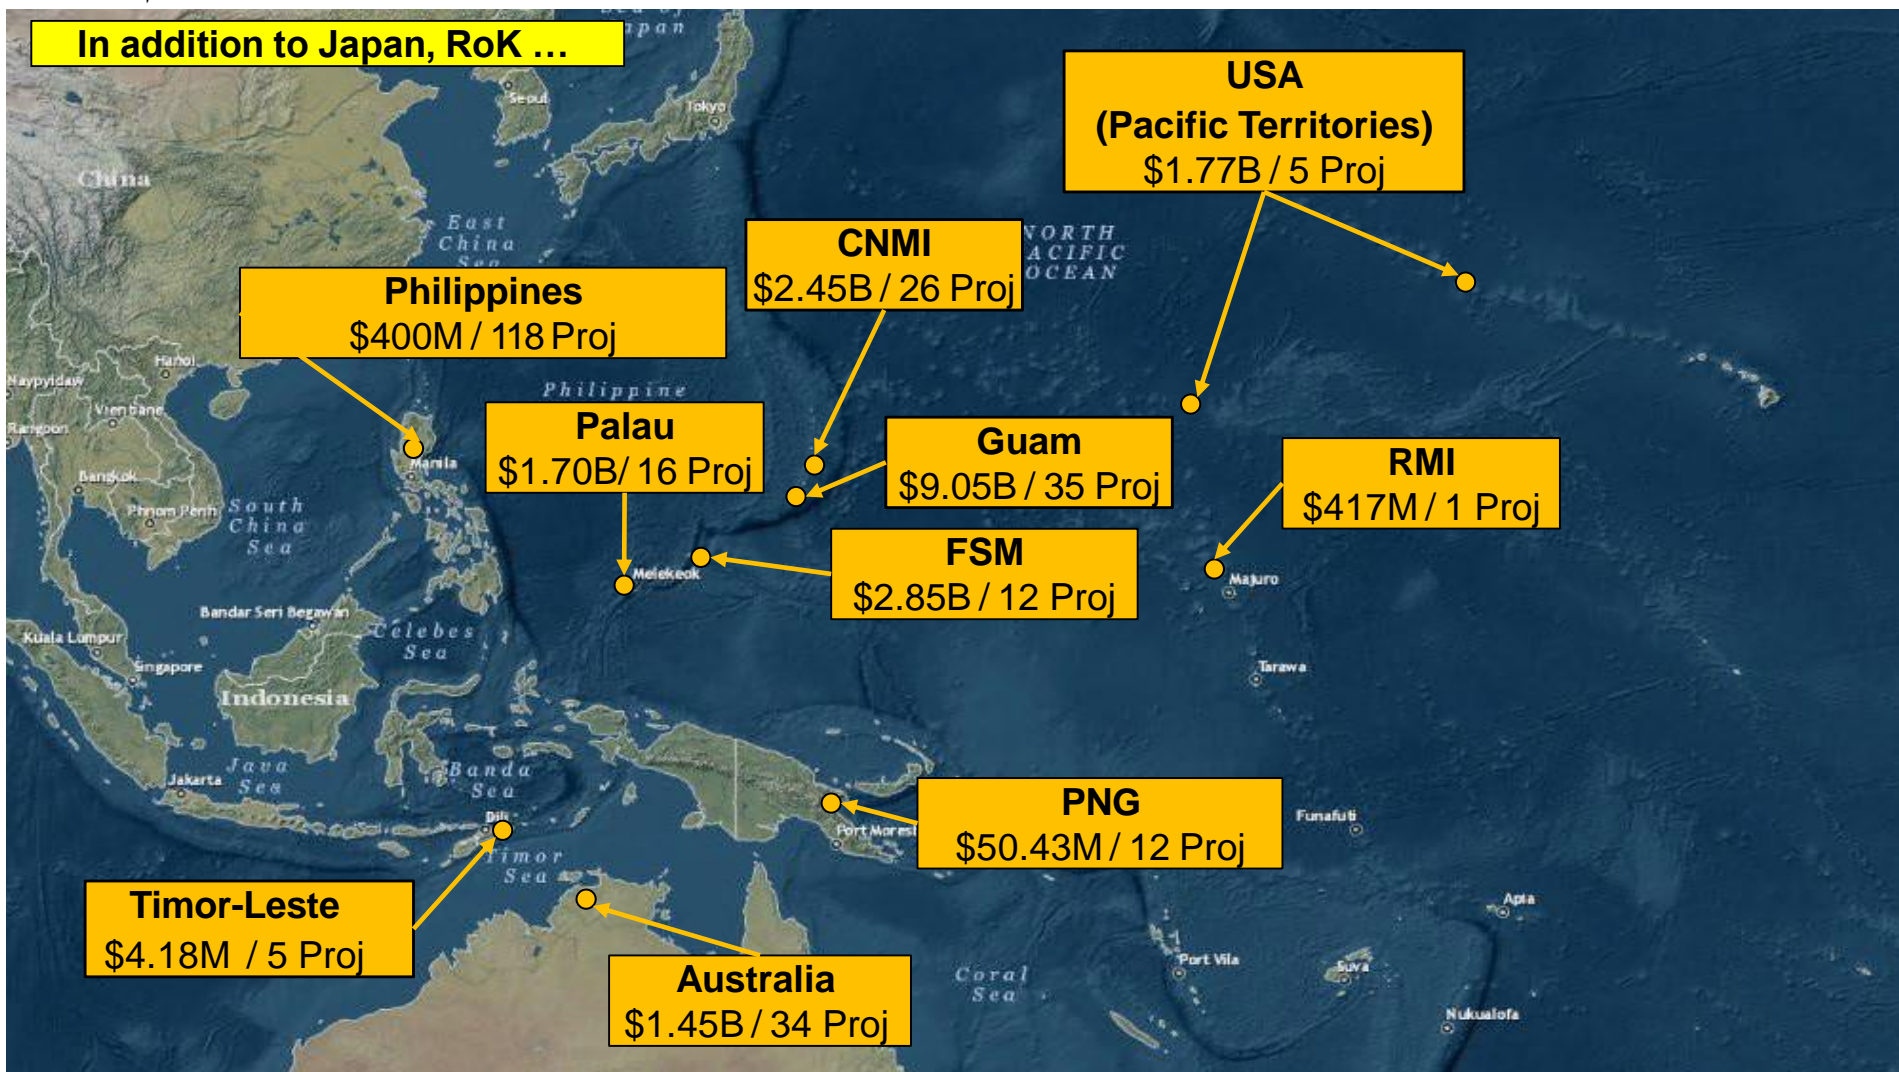 In addition to Japan, RoK …
Japan
Seoul
Tokyo
USA
(Pacific Territories)
$1.77B / 5 Proj
China
East
China
Sea
CNMI
$2.45B / 26 Proj
NORTH
PACIFIC
OCEAN
Philippines
$400M / 118 Proj
Hanoi
Naypyidaw
Vientiane
Rangoon
Philippine
Palau
$1.70B/ 16 Proj
Guam
$9.05B / 35 Proj
RMI
$417M / 1 Proj
Manila
Bangkok
Phnom Penh
South
China
Sea
FSM
$2.85B / 12 Proj
Melekeok
Majuro
Bandar Seri Begawan
Celebes
Sea
Kuala Lumpur
Singapore
Tarawa
Indonesia
Java
Sea
Jakarta
Banda
Sea
PNG
$50.43M / 12 Proj
Dili
Port Moresb
Funafuti
Timor
Sea
Timor-Leste
$4.18M / 5 Proj
Apia
Australia
$1.45B / 34 Proj
Coral
Sea
Port Vila
Suva
Nukualofa